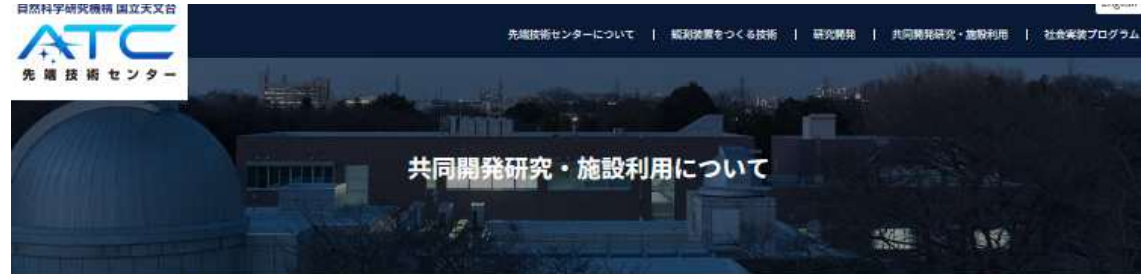 自然科学研究機構 国立天文台
ATC
先端技術センター
English
先端技術センターについて | 観測装置をつくる技術 | 研究開発 | 共同開発研究・施設利用 | 社会実装プログラム
共同開発研究・施設利用について